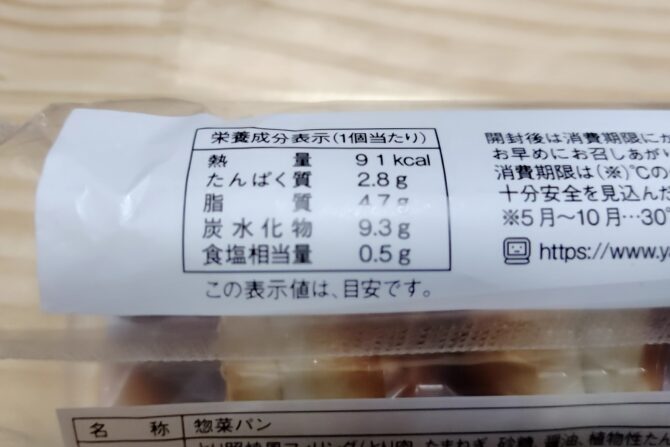 栄養成分表示(1個当たり)
熱量 91kcal
たんぱく質 2.8g
脂質 4.7g
炭水化物 9.3g
食塩相当量 0.5g
この表示値は、目安です。
開封後は消費期限にか
お早めにお召しあが
消費期限は(※)℃の
十分安全を見込んた
※5月〜10月…30
https://www.ya
名称 惣菜パン